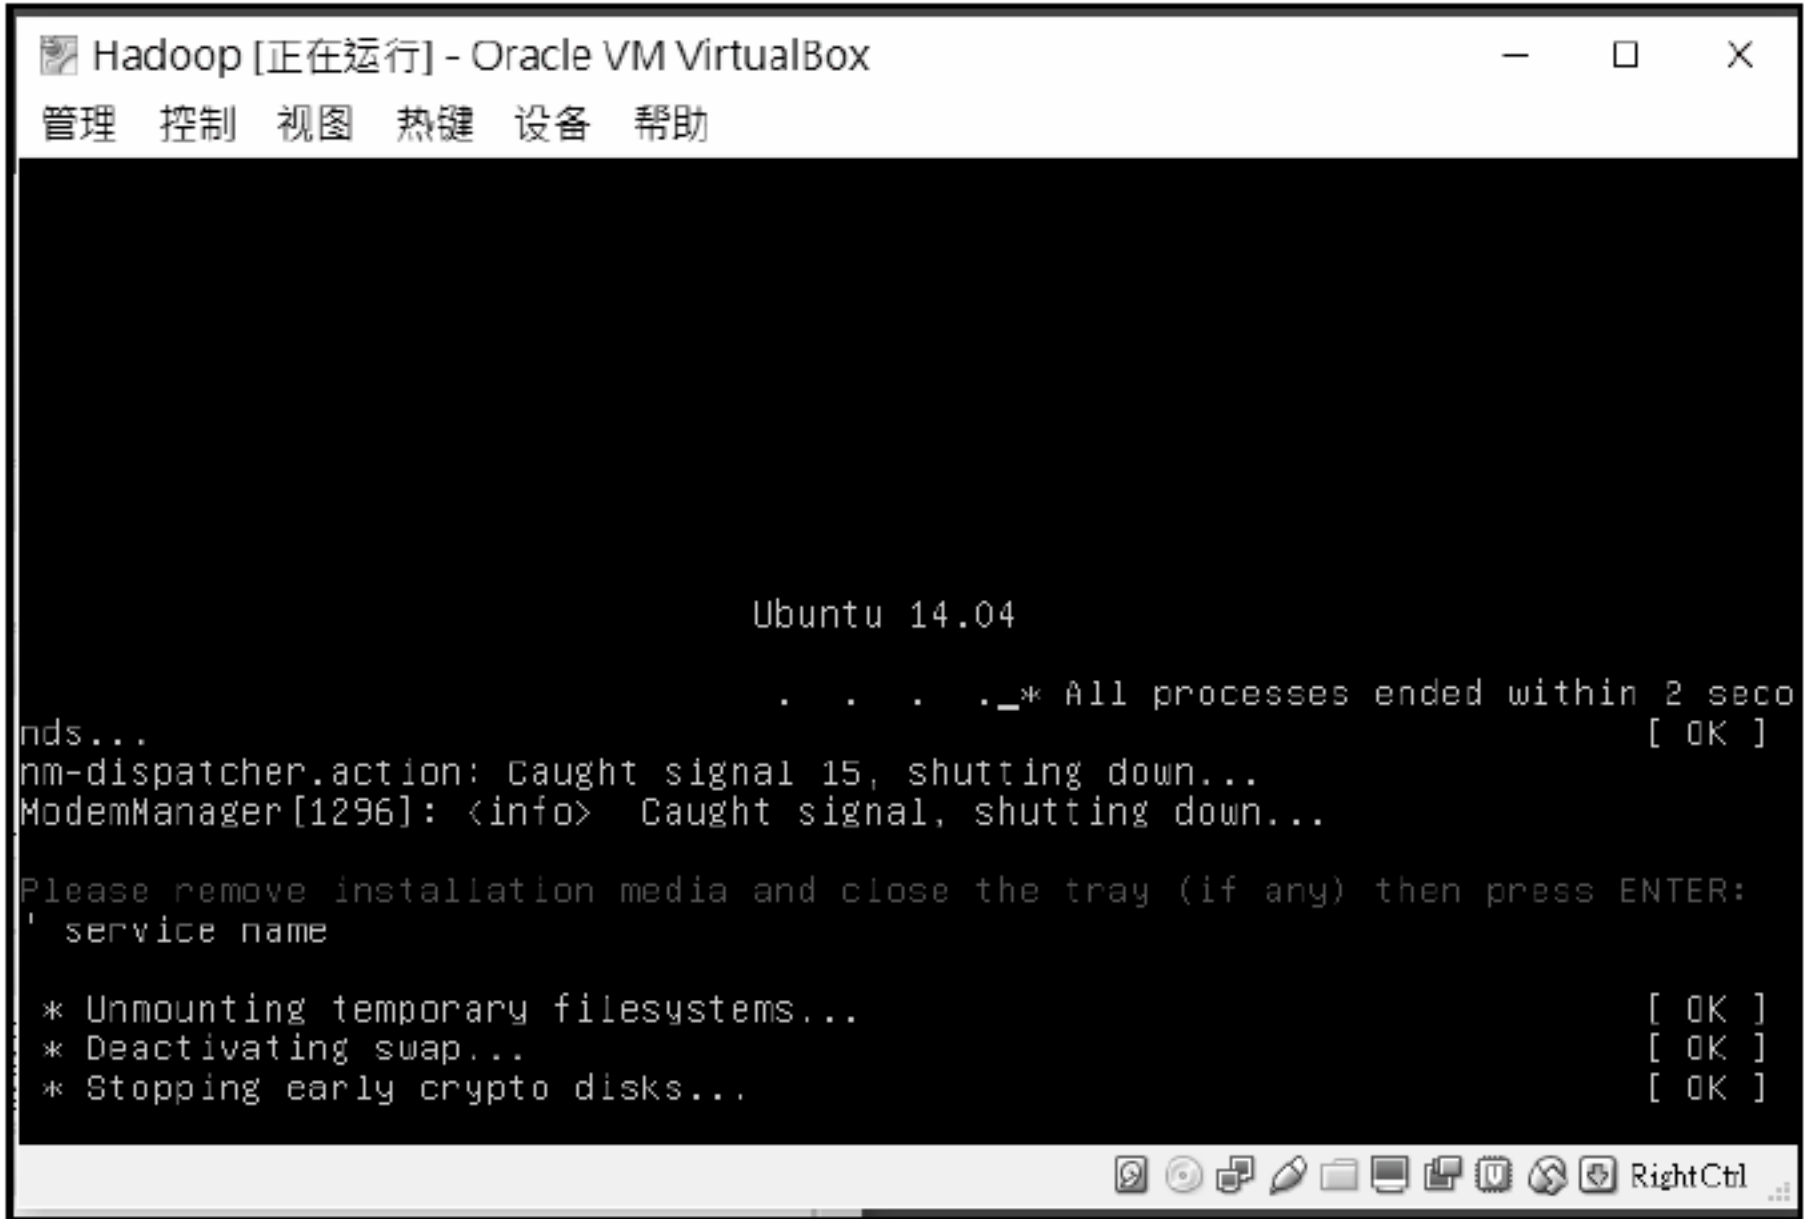 Hadoop [正在运行] - Oracle VM VirtualBox
管理 控制 视图 热键 设备 帮助
Ubuntu 14.04
. . . ._* All processes ended within 2 seco
nds... [ OK ]
nm-dispatcher.action: Caught signal 15, shutting down...
ModemManager[1296]: <info> Caught signal, shutting down...
Please remove installation media and close the tray (if any) then press ENTER:
' service name
* Unmounting temporary filesystems... [ OK ]
* Deactivating swap... [ OK ]
* Stopping early crypto disks... [ OK ]
RightCtrl